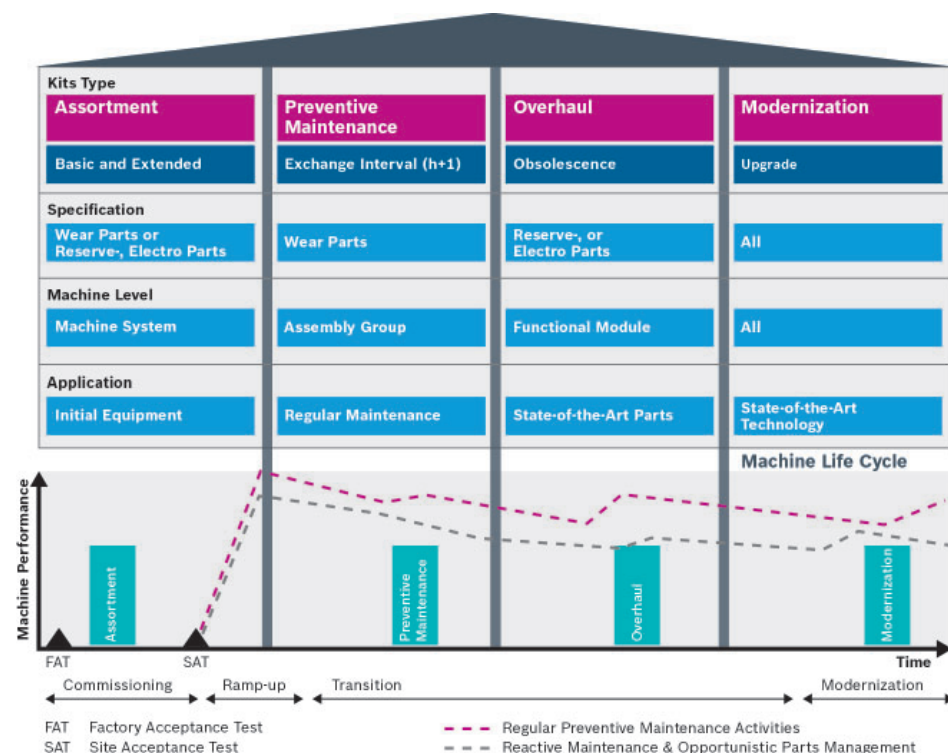 Kits Type
Assortment
Preventive
Maintenance
Overhaul
Modernization
Basic and Extended
Exchange Interval (h+1)
Obsolescence
Upgrade
Specification
Wear Parts or
Reserve-, Electro Parts
Wear Parts
Reserve-, or
Electro Parts
All
Machine Level
Machine System
Assembly Group
Functional Module
All
Application
Initial Equipment
Regular Maintenance
State-of-the-Art Parts
State-of-the-Art
Technology
Machine Life Cycle
Machine Performance
Assortment
Preventive
Maintenance
Overhaul
Modernization
FAT
SAT
Time
Commissioning
Ramp-up
Transition
Modernization
FAT Factory Acceptance Test
Regular Preventive Maintenance Activities
SAT Site Acceptance Test
Reactive Maintenance & Opportunistic Parts Management